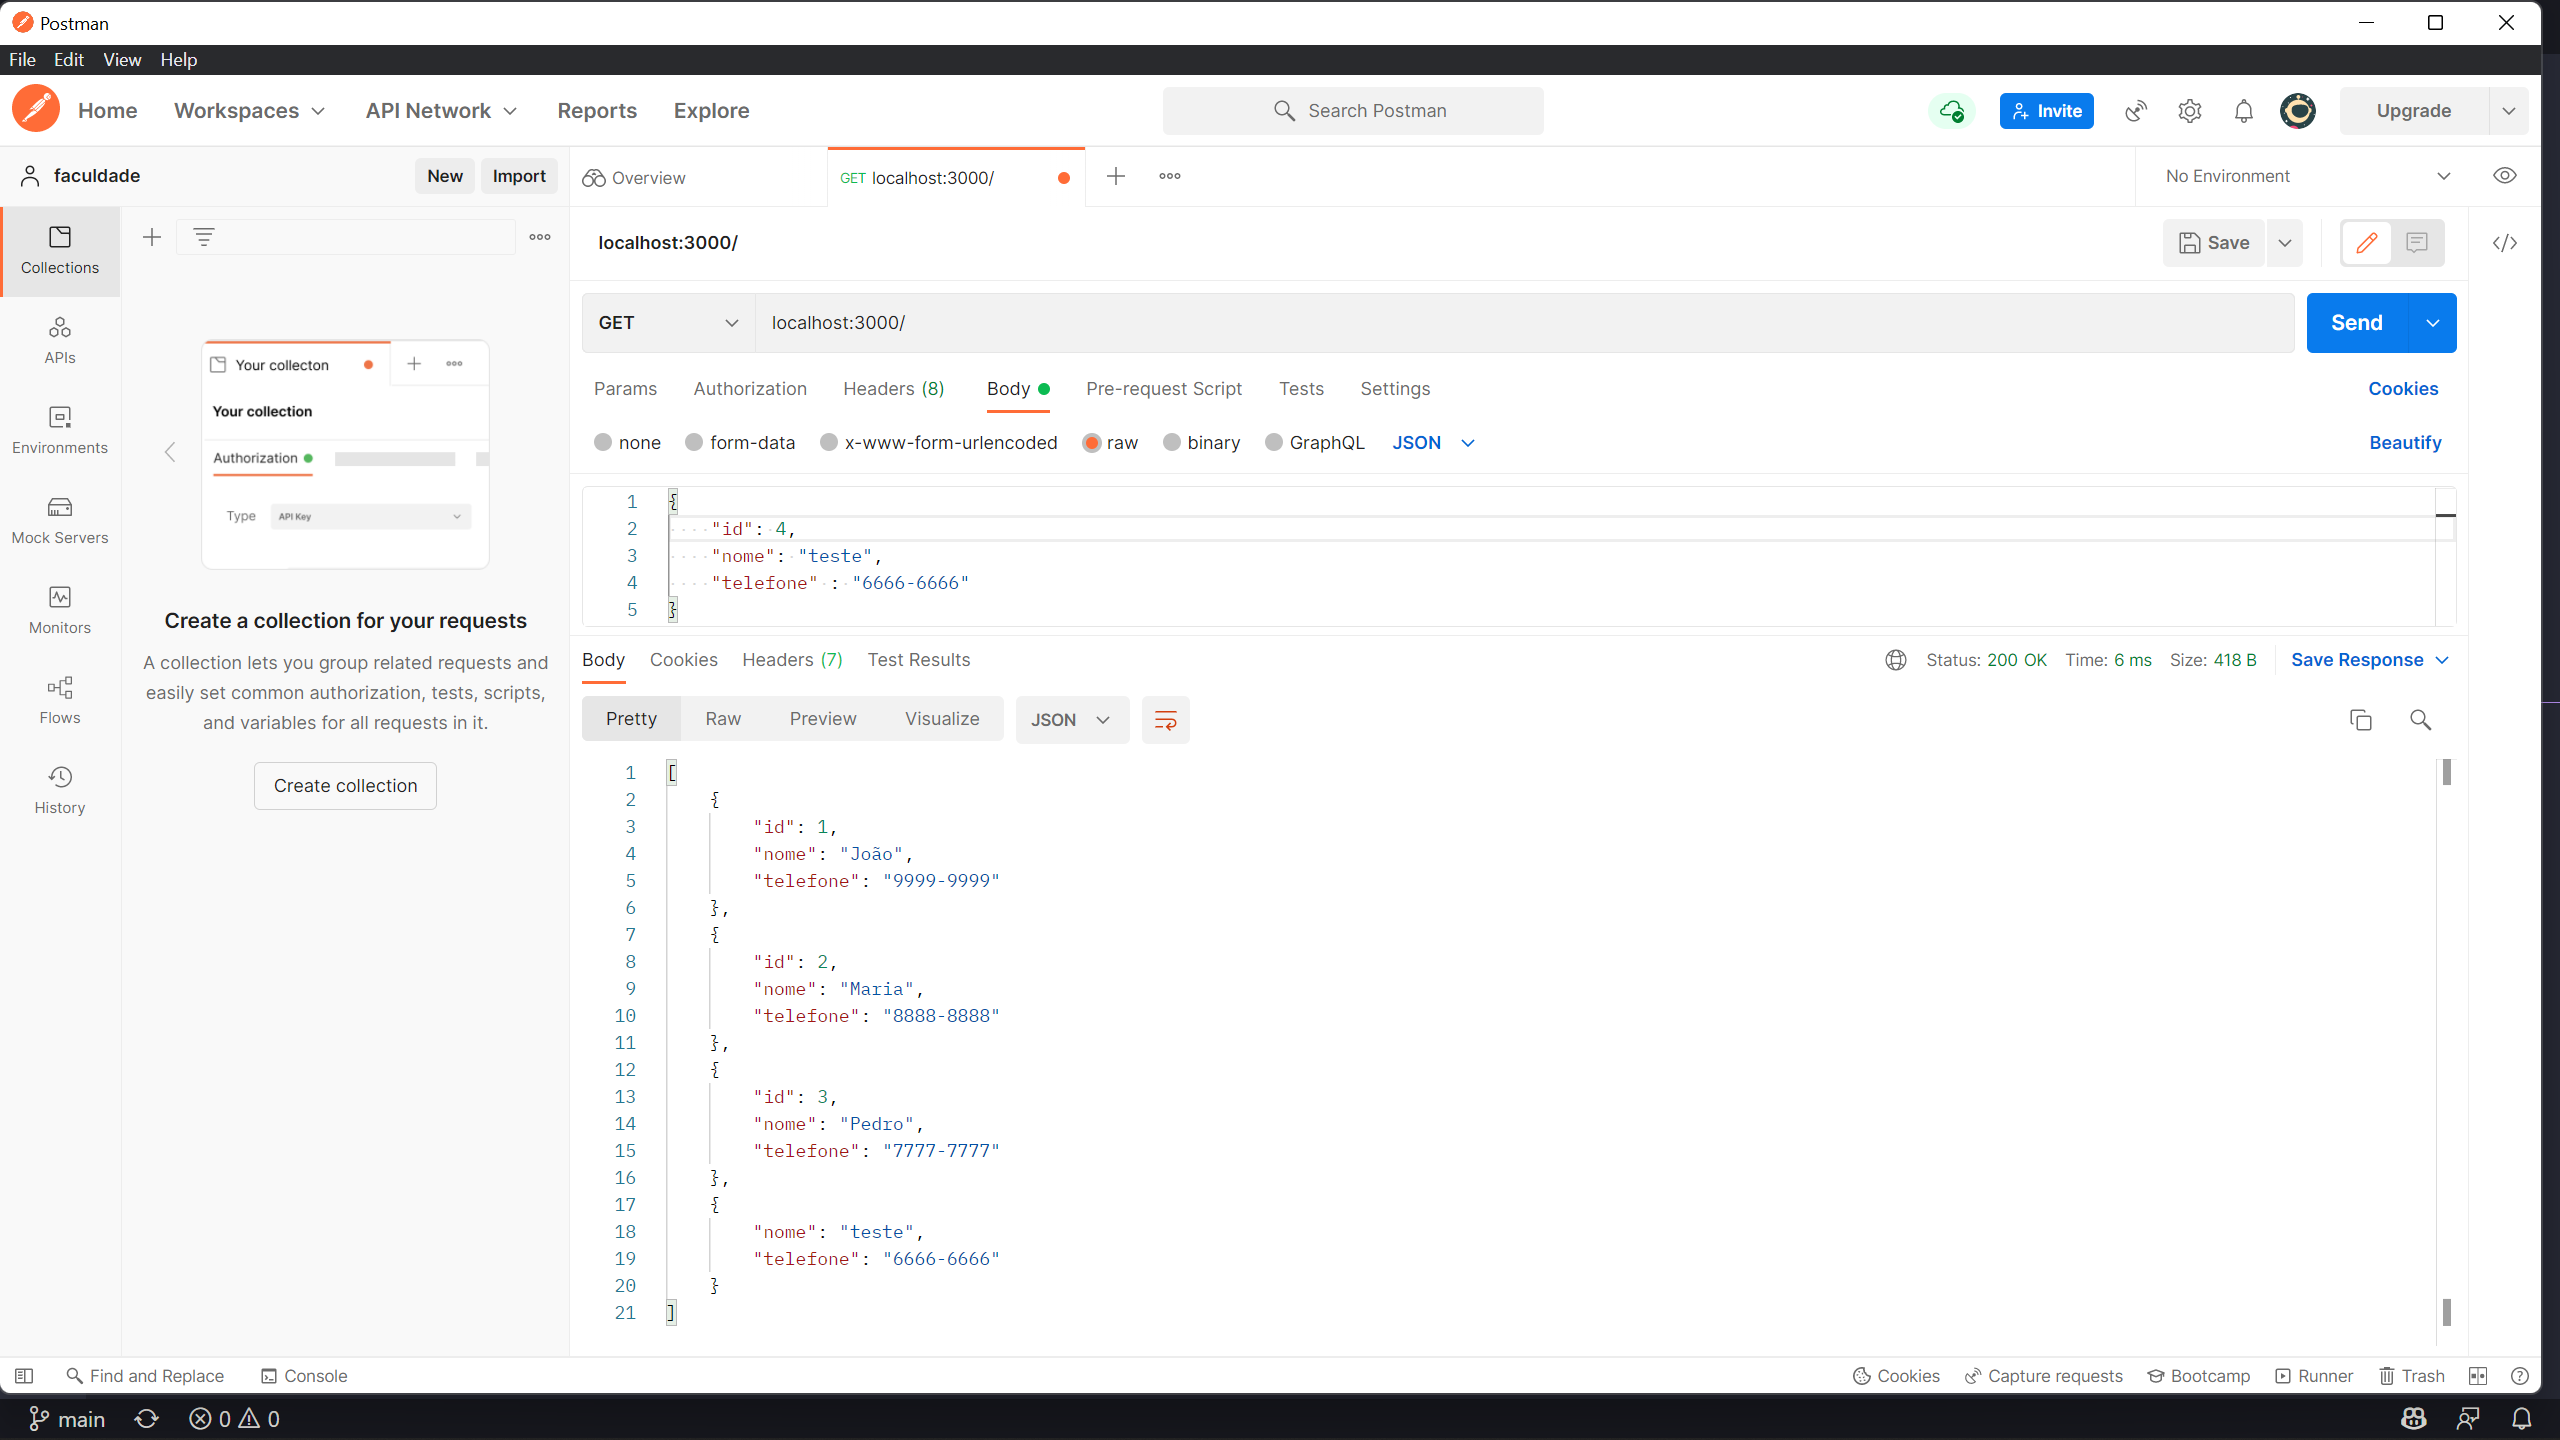 Postman
File Edit View Help
Home Workspaces API Network Reports Explore Search Postman Invite Upgrade
faculdade New Import Overview GET localhost:3000/ No Environment
localhost:3000/ Save
GET localhost:3000/ Send
Params Authorization Headers (8) Body Pre-request Script Tests Settings Cookies
none form-data x-www-form-urlencoded raw binary GraphQL JSON Beautify
1 {
2 "id": 4,
3 "nome": "teste",
4 "telefone" : "6666-6666"
5 }
Collections
APIs
Environments
Mock Servers
Monitors
Flows
History
Your collecton
Your collection
Authorization
Type API Key
Create a collection for your requests
A collection lets you group related requests and
easily set common authorization, tests, scripts,
and variables for all requests in it.
Create collection
Body Cookies Headers (7) Test Results Status: 200 OK Time: 6 ms Size: 418 B Save Response
Pretty Raw Preview Visualize JSON
1 [
2 {
3 "id": 1,
4 "nome": "João",
5 "telefone": "9999-9999"
6 },
7 {
8 "id": 2,
9 "nome": "Maria",
10 "telefone": "8888-8888"
11 },
12 {
13 "id": 3,
14 "nome": "Pedro",
15 "telefone": "7777-7777"
16 },
17 {
18 "nome": "teste",
19 "telefone": "6666-6666"
20 }
21 ]
Find and Replace Console Cookies Capture requests Bootcamp Runner Trash
main 0 0